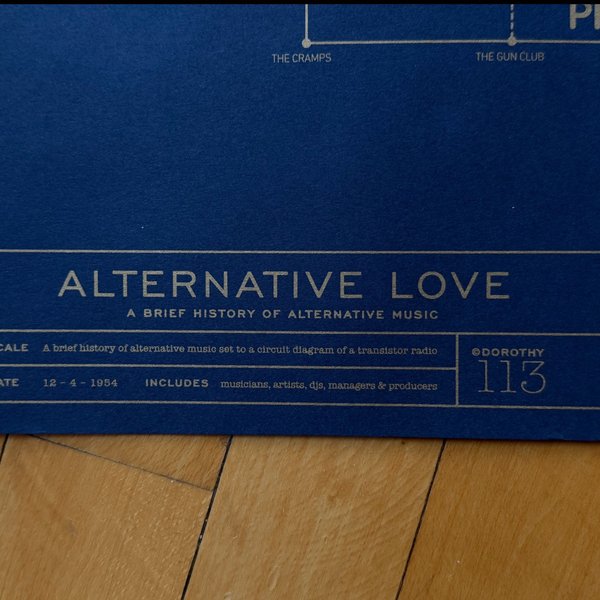 P
THE CRAMPS THE GUN CLUB
ALTERNATIVE LOVE
A BRIEF HISTORY OF ALTERNATIVE MUSIC
CALE A brief history of alternative music set to a circuit diagram of a transistor radio
©DOROTHY
113
ATE 12 - 4 - 1954 INCLUDES musicians, artists, djs, managers & producers